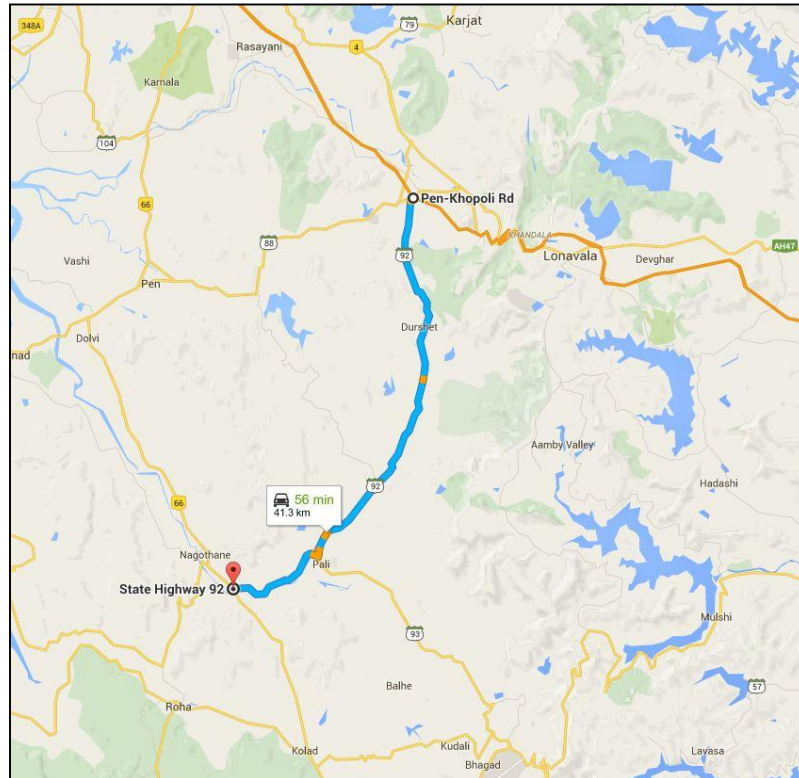 348A
79
Karjat
Rasayani
4
Karnala
104
66
Pen-Khopoli Rd
KHANDALA
88
92
AH47
Vashi
Lonavala
Devghar
Pen
Durshet
Dolvi
nad
Aamby Valley
Hadashi
92
56 min
41.3 km
66
Nagothane
Pali
State Highway 92
Mulshi
93
Balhe
57
Roha
Kolad
Kudali
Lavasa
Bhagad